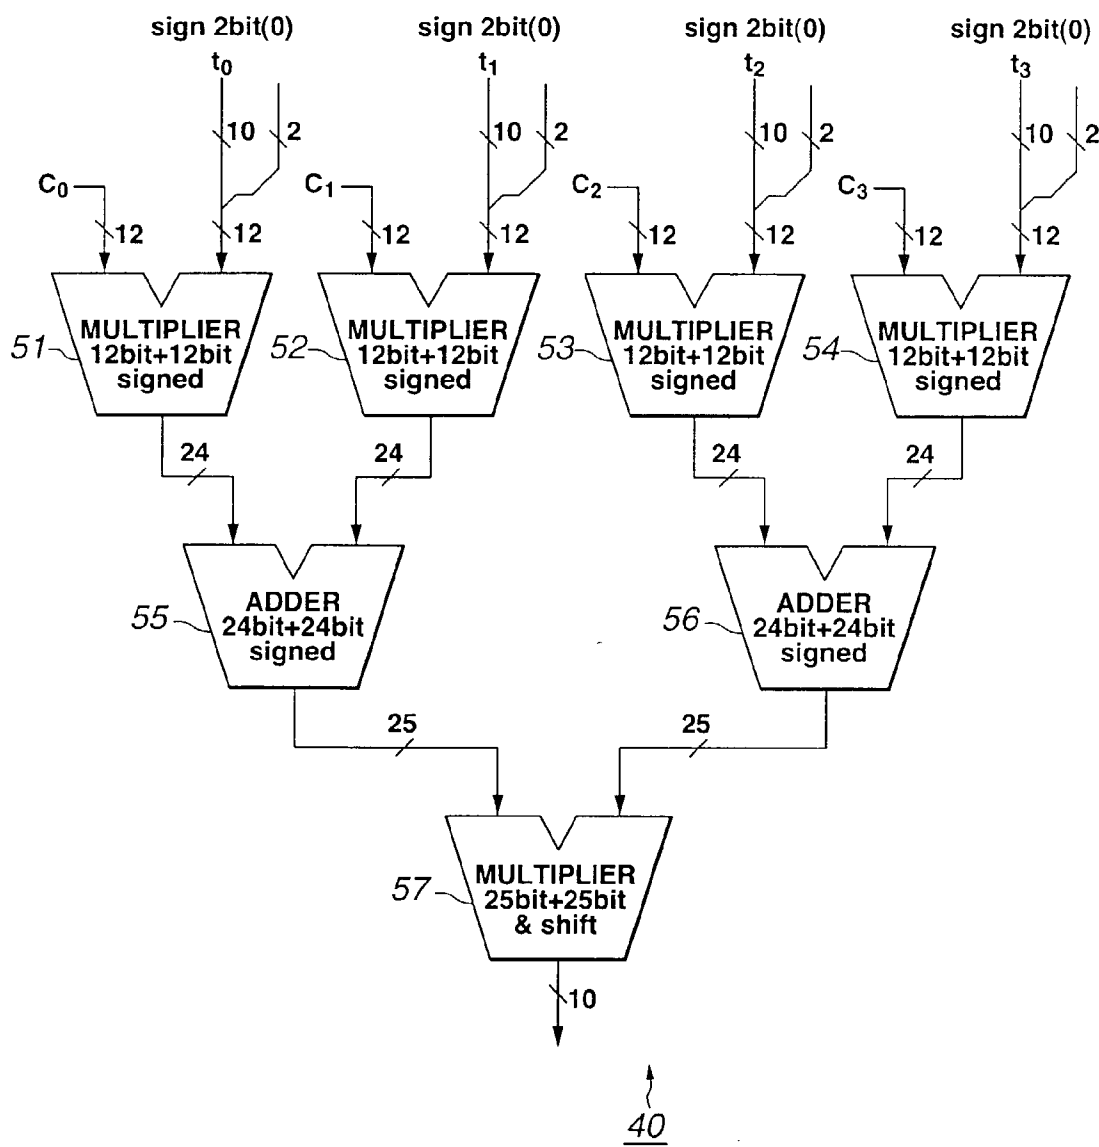 sign 2bit(0) sign 2bit(0) sign 2bit(0) sign 2bit(0)
t0 t1 t2 t3
10 2 10 2 10 2 10 2
C0 C1 C2 C3
12 12 12 12 12 12 12 12
51 MULTIPLIER 12bit+12bit signed
52 MULTIPLIER 12bit+12bit signed
53 MULTIPLIER 12bit+12bit signed
54 MULTIPLIER 12bit+12bit signed
24 24 24 24
55 ADDER 24bit+24bit signed
56 ADDER 24bit+24bit signed
25 25
57 MULTIPLIER 25bit+25bit & shift
10
40